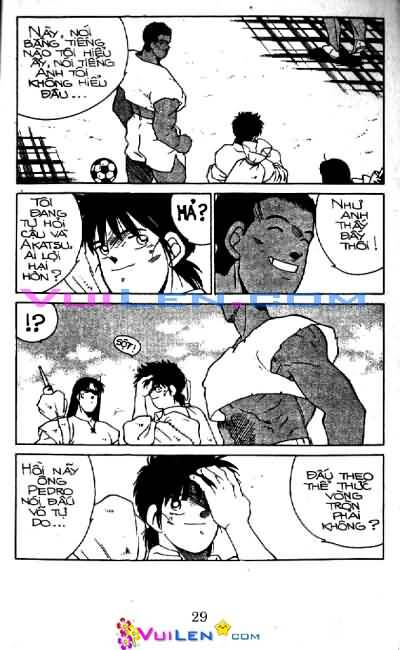 NÀY, NÓI
BẰNG TIẾNG
NÀO TÔI HIỂU
ẤY, NÓI TIẾNG
ANH TÔI
KHÔNG HIỂU
ĐÂU...
NHƯ
ANH
THẤY
ĐẤY
THÔI!
HẢ?
TÔI
ĐANG
TỰ HỎI
CẬU VÀ
AKATSU,
AI LỢI
HẠI
HƠN?
!?
SỐT!
HỒI NÃY
ÔNG
PEDRO
NÓI ĐẤU
VÕ TỰ
DO...
ĐẤU THEO
THỂ THỨC
VÒNG
TRÒN
PHẢI
KHÔNG?
VUILEN.COM
29
VUILEN.COM